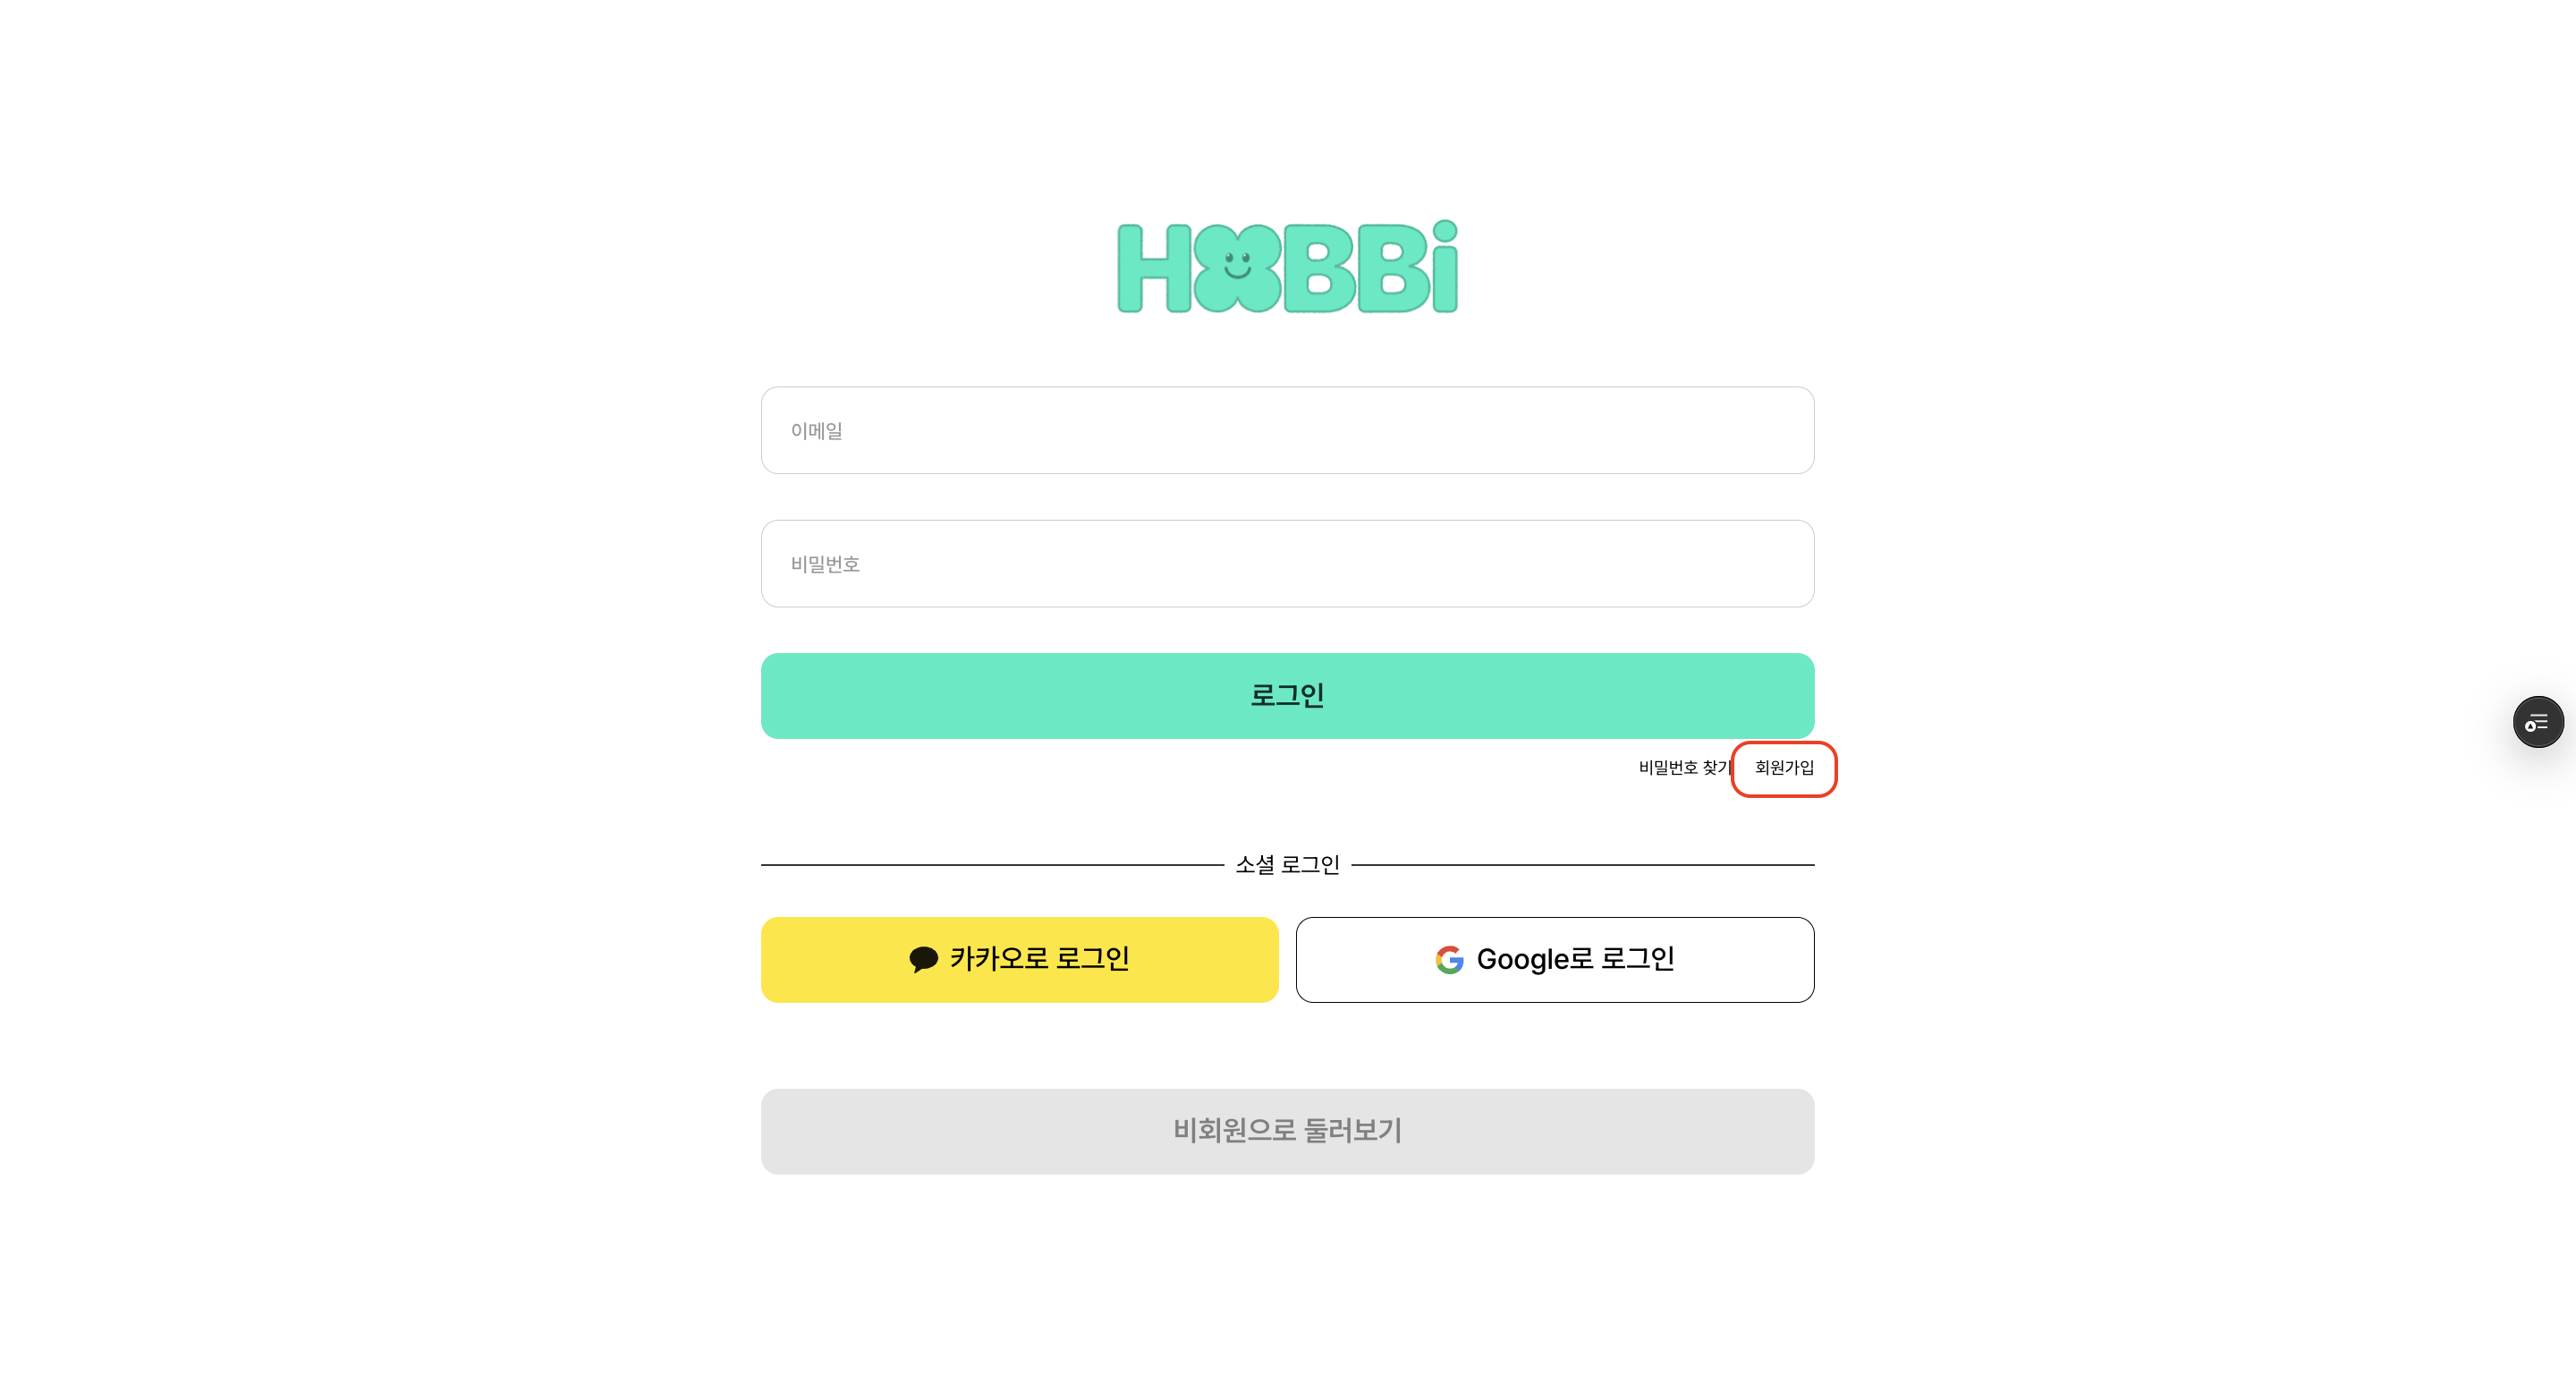 HOBBi
이메일
비밀번호
로그인
비밀번호 찾기 회원가입
소셜 로그인
카카오로 로그인 Google로 로그인
비회원으로 둘러보기